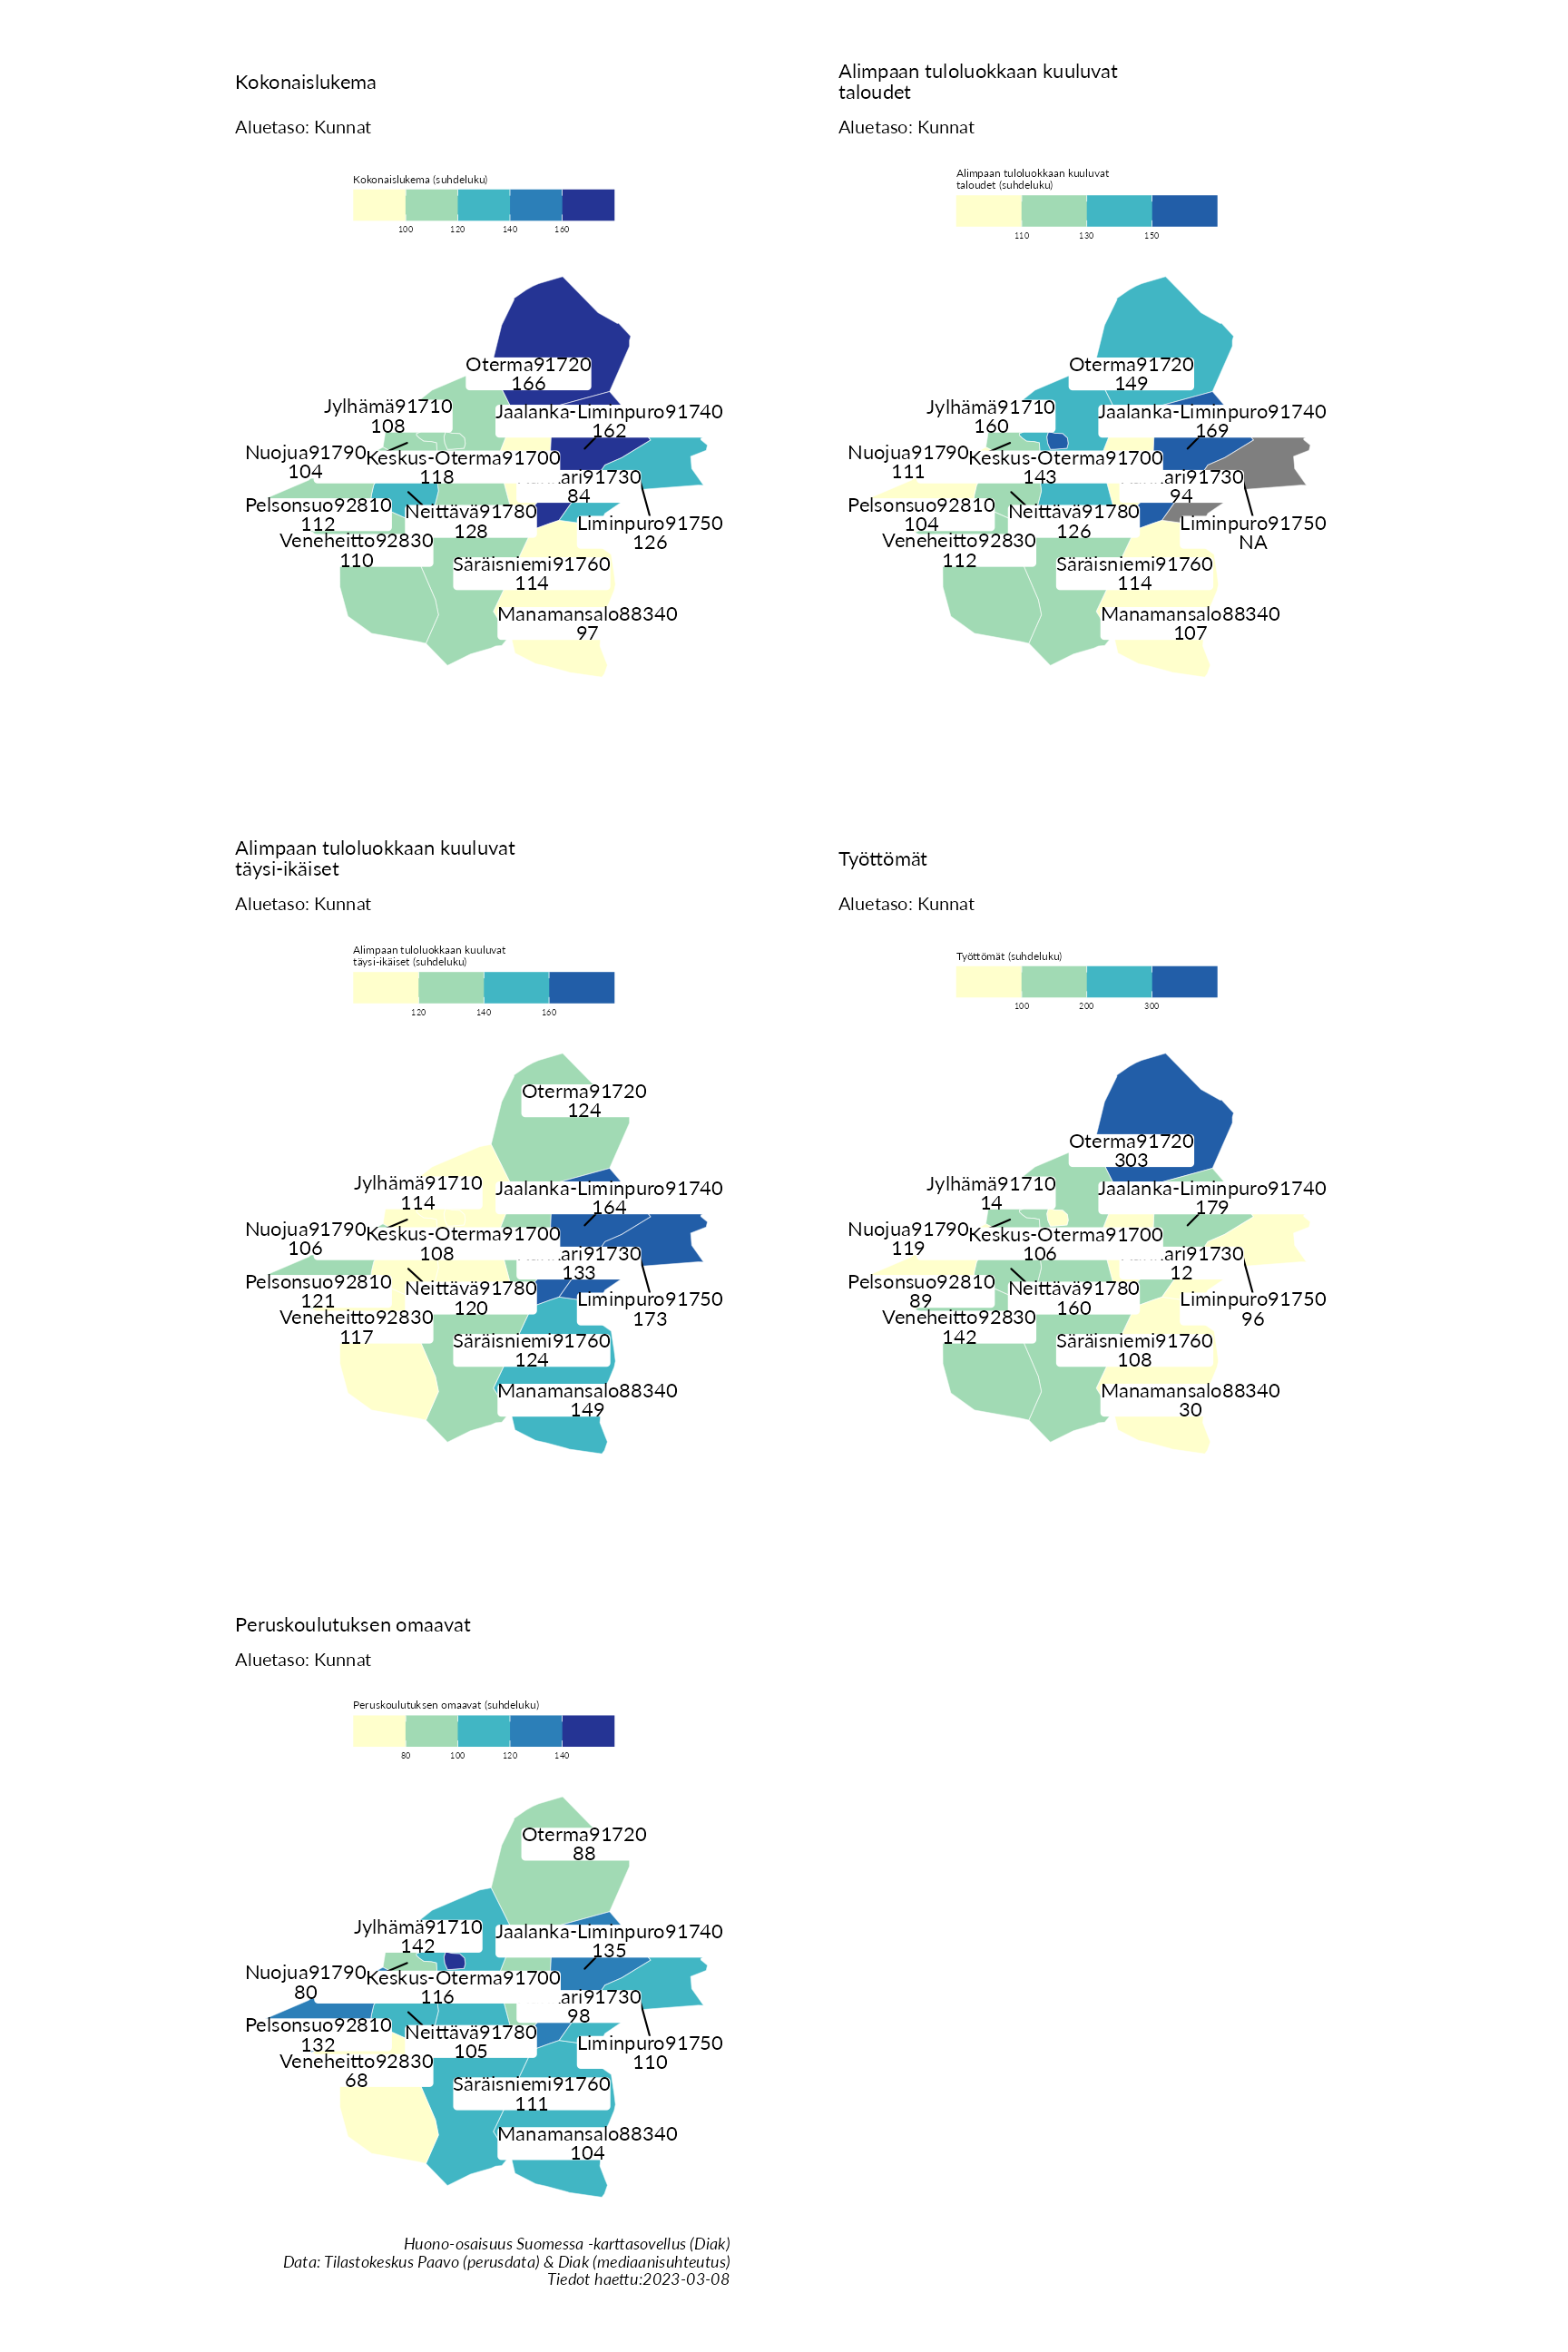 Kokonaislukema
Aluetaso: Kunnat
Kokonaislukema (suhdeluku)
100 120 140 160
Oterma91720
166
Jylhämä91710
108
Jaalanka-Liminpuro91740
162
Nuojua91790
104
Keskus-Oterma91700
118
ari91730
84
Pelsonsuo92810
112
Neittävä91780
128
Liminpuro91750
126
Veneheitto92830
110
Säräisniemi91760
114
Manamansalo88340
97
Alimpaan tuloluokkaan kuuluvat
taloudet
Aluetaso: Kunnat
Alimpaan tuloluokkaan kuuluvat
taloudet (suhdeluku)
110 130 150
Oterma91720
149
Jylhämä91710
160
Jaalanka-Liminpuro91740
169
Nuojua91790
111
Keskus-Oterma91700
143
ari91730
94
Pelsonsuo92810
104
Neittävä91780
126
Liminpuro91750
NA
Veneheitto92830
112
Säräisniemi91760
114
Manamansalo88340
107
Alimpaan tuloluokkaan kuuluvat
täysi-ikäiset
Aluetaso: Kunnat
Alimpaan tuloluokkaan kuuluvat
täysi-ikäiset (suhdeluku)
120 140 160
Oterma91720
124
Jylhämä91710
114
Jaalanka-Liminpuro91740
164
Nuojua91790
106
Keskus-Oterma91700
108
ari91730
133
Pelsonsuo92810
121
Neittävä91780
120
Liminpuro91750
173
Veneheitto92830
117
Säräisniemi91760
124
Manamansalo88340
149
Työttömät
Aluetaso: Kunnat
Työttömät (suhdeluku)
100 200 300
Oterma91720
303
Jylhämä91710
14
Jaalanka-Liminpuro91740
179
Nuojua91790
119
Keskus-Oterma91700
106
ari91730
12
Pelsonsuo92810
89
Neittävä91780
160
Liminpuro91750
96
Veneheitto92830
142
Säräisniemi91760
108
Manamansalo88340
30
Peruskoulutuksen omaavat
Aluetaso: Kunnat
Peruskoulutuksen omaavat (suhdeluku)
80 100 120 140
Oterma91720
88
Jylhämä91710
142
Jaalanka-Liminpuro91740
135
Nuojua91790
80
Keskus-Oterma91700
116
ari91730
98
Pelsonsuo92810
132
Neittävä91780
105
Liminpuro91750
110
Veneheitto92830
68
Säräisniemi91760
111
Manamansalo88340
104
Huono-osaisuus Suomessa -karttasovellus (Diak)
Data: Tilastokeskus Paavo (perusdata) & Diak (mediaanisuhteutus)
Tiedot haettu:2023-03-08